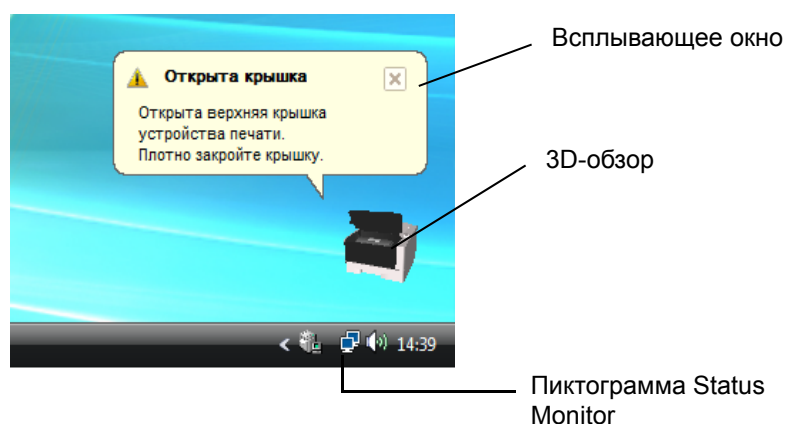 Всплывающее окно
Открыта крышка
Открыта верхняя крышка
устройства печати.
Плотно закройте крышку.
3D-обзор
14:39
Пиктограмма Status
Monitor